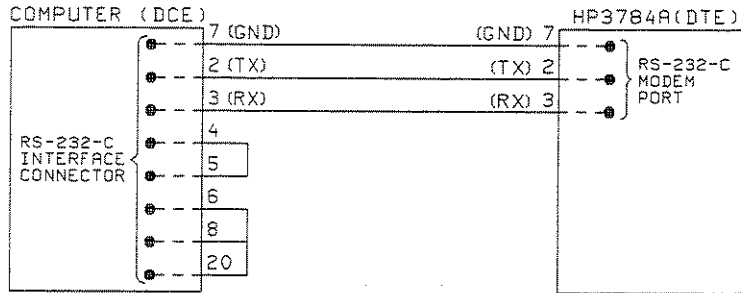 COMPUTER (DCE)
HP3784A(DTE)
7 (GND)
(GND) 7
2 (TX)
(TX) 2
3 (RX)
(RX) 3
RS-232-C
MODEM
PORT
4
RS-232-C
INTERFACE
CONNECTOR
5
6
8
20